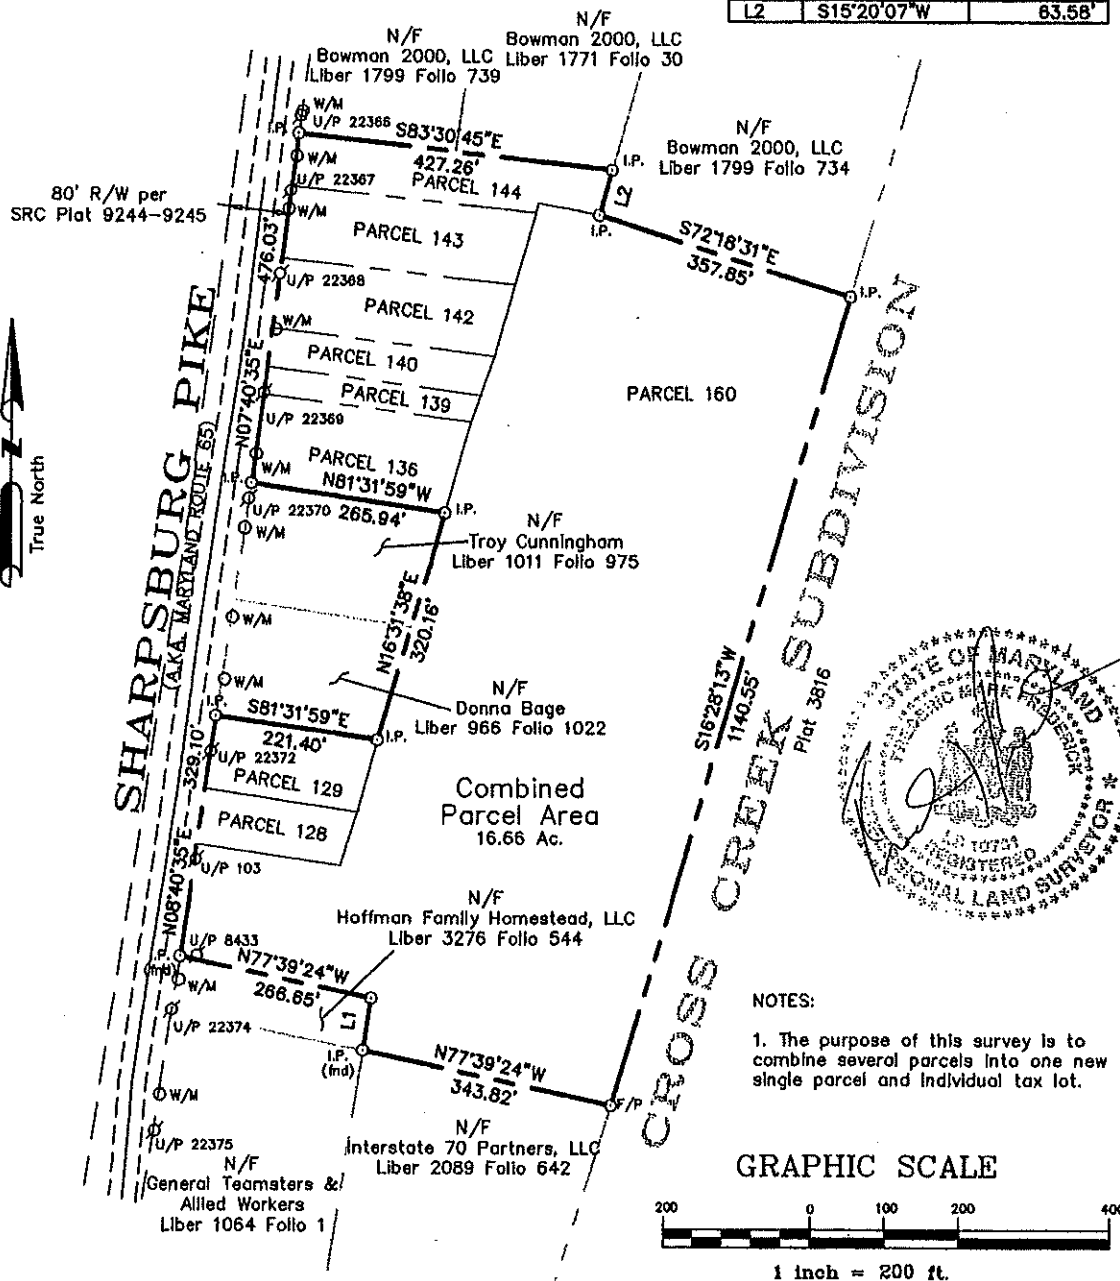 L2 S15°20'07"W 63.58'
N/F
Bowman 2000, LLC
Liber 1799 Folio 739
N/F
Bowman 2000, LLC
Liber 1771 Folio 30
N/F
Bowman 2000, LLC
Liber 1799 Folio 734
W/M
U/P 22366
I.P.
S83°30'45"E
427.26'
I.P.
W/M
U/P 22367
PARCEL 144
L2
80' R/W per
SRC Plat 9244-9245
W/M
I.P.
PARCEL 143
S72°18'31"E
357.85'
I.P.
476.03'
U/P 22368
PARCEL 142
W/M
PARCEL 140
N07°40'35"E
PARCEL 139
PARCEL 160
U/P 22369
PARCEL 136
W/M
I.P.
N81°31'59"W
265.94'
I.P.
U/P 22370
W/M
N/F
Troy Cunningham
Liber 1011 Folio 975
True North
N
SHARPSBURG PIKE
(AKA. MARYLAND ROUTE 65)
W/M
N16°31'38"E
320.16'
W/M
N/F
Donna Bage
Liber 966 Folio 1022
I.P.
S81°31'59"E
221.40'
I.P.
U/P 22372
329.10'
PARCEL 129
PARCEL 128
U/P 103
N08°40'35"E
Combined
Parcel Area
16.66 Ac.
S16°28'13"W
1140.55'
CROSS CREEK SUBDIVISION
Plat 3816
STATE OF MARYLAND
FREDERIC MARK FREDERICK
REGISTERED
PROFESSIONAL LAND SURVEYOR
N/F
Hoffman Family Homestead, LLC
Liber 3276 Folio 544
U/P 8433
I.P.
(fnd)
N77°39'24"W
266.65'
W/M
U/P 22374
L1
I.P.
(fnd)
N77°39'24"W
343.82'
F/P
W/M
U/P 22375
N/F
General Teamsters &
Allied Workers
Liber 1064 Folio 1
N/F
Interstate 70 Partners, LLC
Liber 2089 Folio 642
NOTES:
1. The purpose of this survey is to
combine several parcels into one new
single parcel and individual tax lot.
GRAPHIC SCALE
200 0 100 200 400
1 inch = 200 ft.